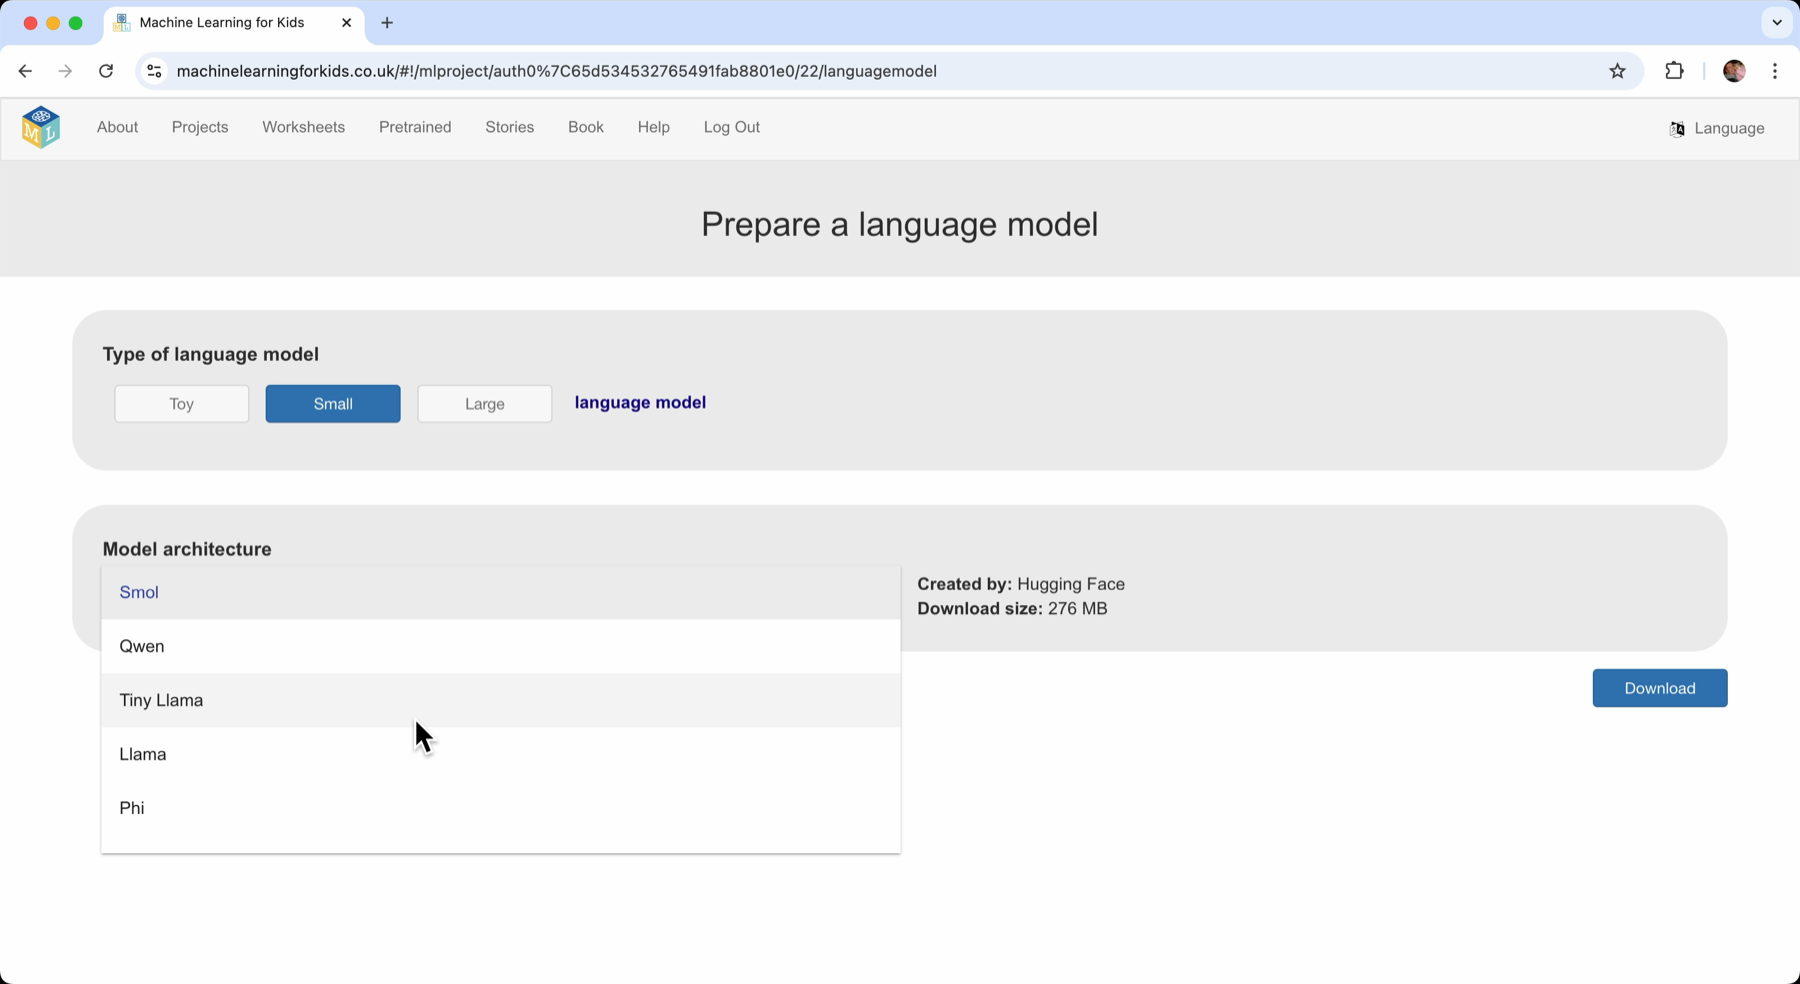 Machine Learning for Kids
machinelearningforkids.co.uk/#!/mlproject/auth0%7C65d534532765491fab8801e0/22/languagemodel
ML About Projects Worksheets Pretrained Stories Book Help Log Out Language
Prepare a language model
Type of language model
Toy Small Large language model
Model architecture
Smol
Created by: Hugging Face
Download size: 276 MB
Qwen
Tiny Llama
Download
Llama
Phi